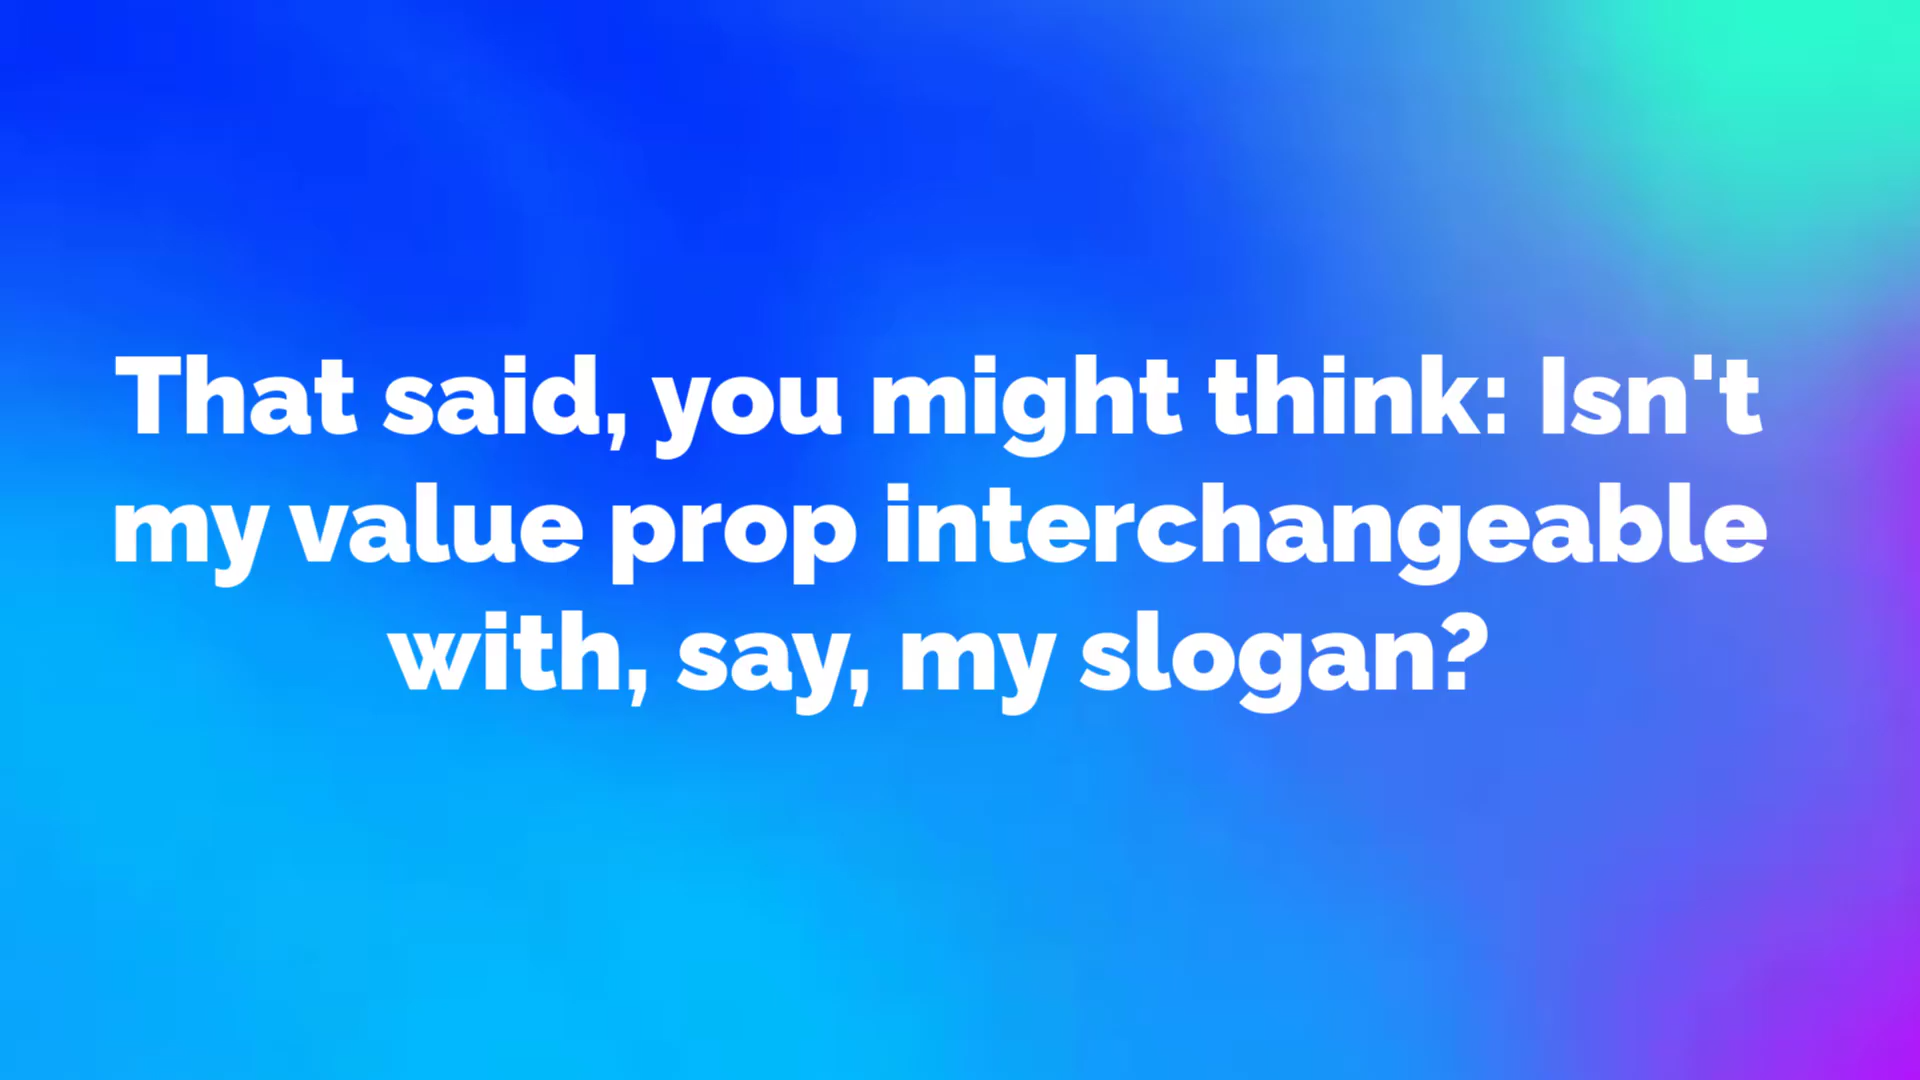 That said, you might think: Isn't
my value prop interchangeable
with, say, my slogan?